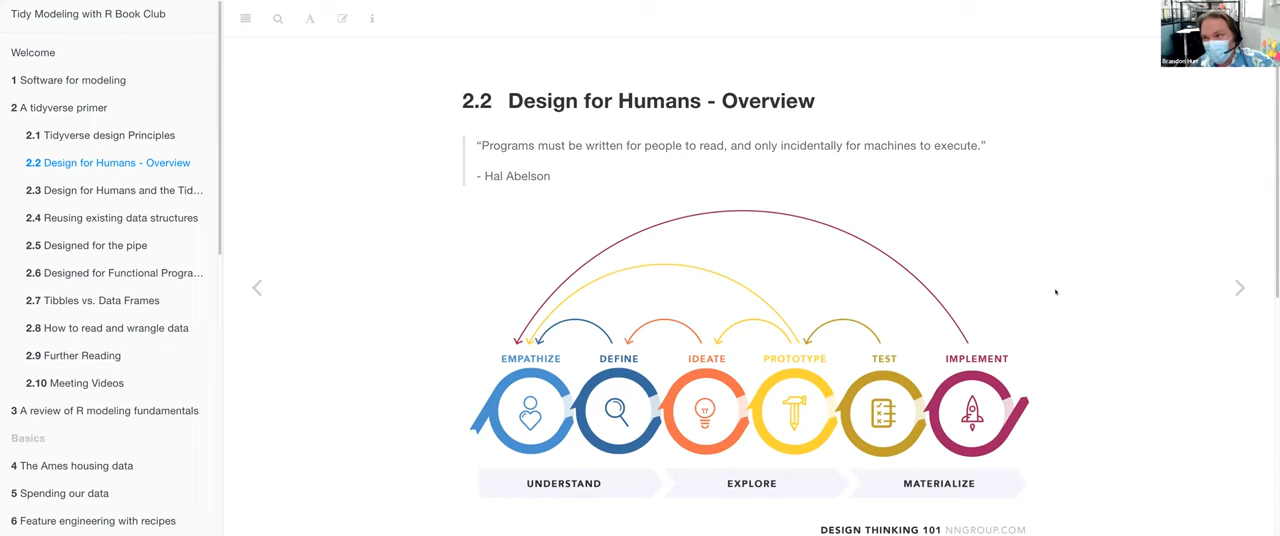 Tidy Modeling with R Book Club
Welcome
1 Software for modeling
2 A tidyverse primer
2.1 Tidyverse design Principles
2.2 Design for Humans - Overview
2.3 Design for Humans and the Tid...
2.4 Reusing existing data structures
2.5 Designed for the pipe
2.6 Designed for Functional Progra...
2.7 Tibbles vs. Data Frames
2.8 How to read and wrangle data
2.9 Further Reading
2.10 Meeting Videos
3 A review of R modeling fundamentals
Basics
4 The Ames housing data
5 Spending our data
6 Feature engineering with recipes
A
i
2.2 Design for Humans - Overview
“Programs must be written for people to read, and only incidentally for machines to execute.”
- Hal Abelson
EMPATHIZE DEFINE IDEATE PROTOTYPE TEST IMPLEMENT
UNDERSTAND EXPLORE MATERIALIZE
DESIGN THINKING 101 NNGROUP.COM
Brandon Hurr